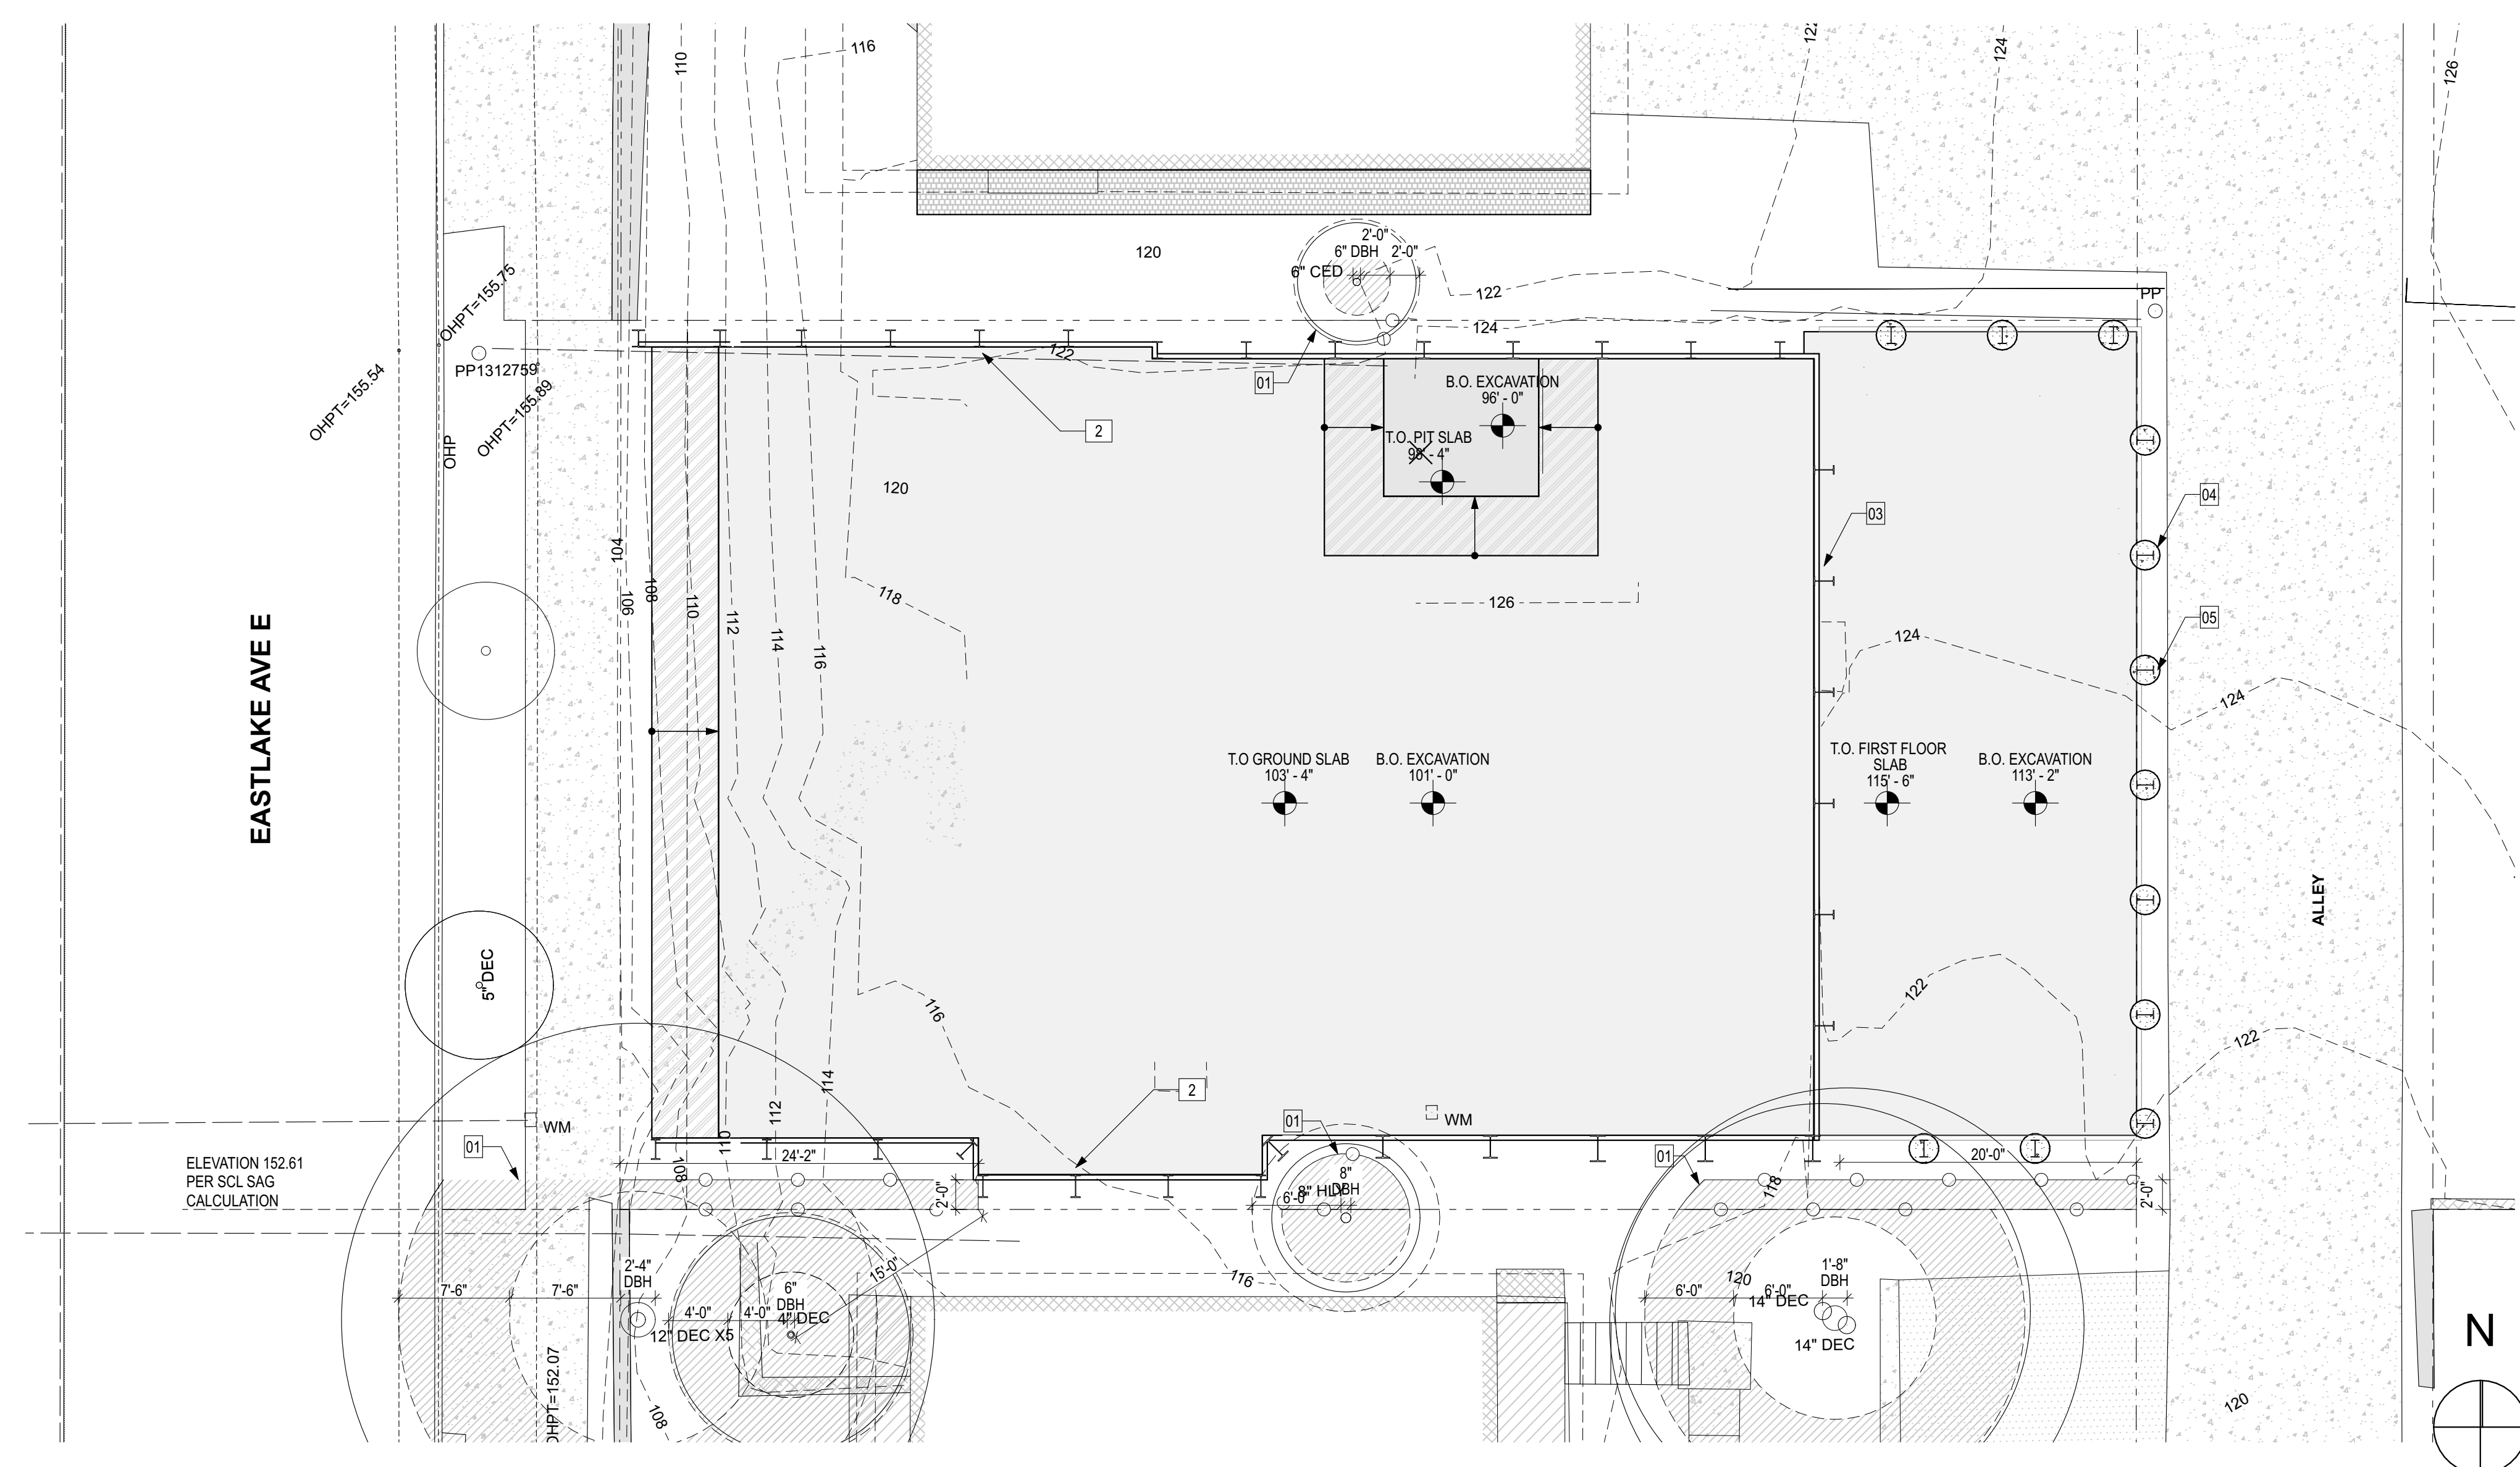 116
110
122
124
126
120
2'-0"
6" DBH
2'-0"
6" CED
122
124
PP
OHPT=155.75
PP1312759
OHPT=155.54
OHPT=155.89
OHP
122
01
2
B.O. EXCAVATION
96' - 0"
T.O. PIT SLAB
98' - 4"
120
04
03
104
106
108
110
112
114
116
118
126
05
124
124
EASTLAKE AVE E
T.O GROUND SLAB
103' - 4"
B.O. EXCAVATION
101' - 0"
T.O. FIRST FLOOR
SLAB
115' - 6"
B.O. EXCAVATION
113' - 2"
ALLEY
5" DEC
116
122
122
114
112
110
108
2
WM
WM
01
01
01
ELEVATION 152.61
PER SCL SAG
CALCULATION
24'-2"
2'-0"
8"
DBH
8" HLY
6'-0"
20'-0"
2'-0"
118
116
15'-0"
2'-4"
DBH
7'-6"
7'-6"
6"
DBH
4'-0"
4'-0"
4" DEC
12" DEC X5
1'-8"
DBH
120
6'-0"
6'-0"
14" DEC
14" DEC
OHPT=152.07
108
120
N